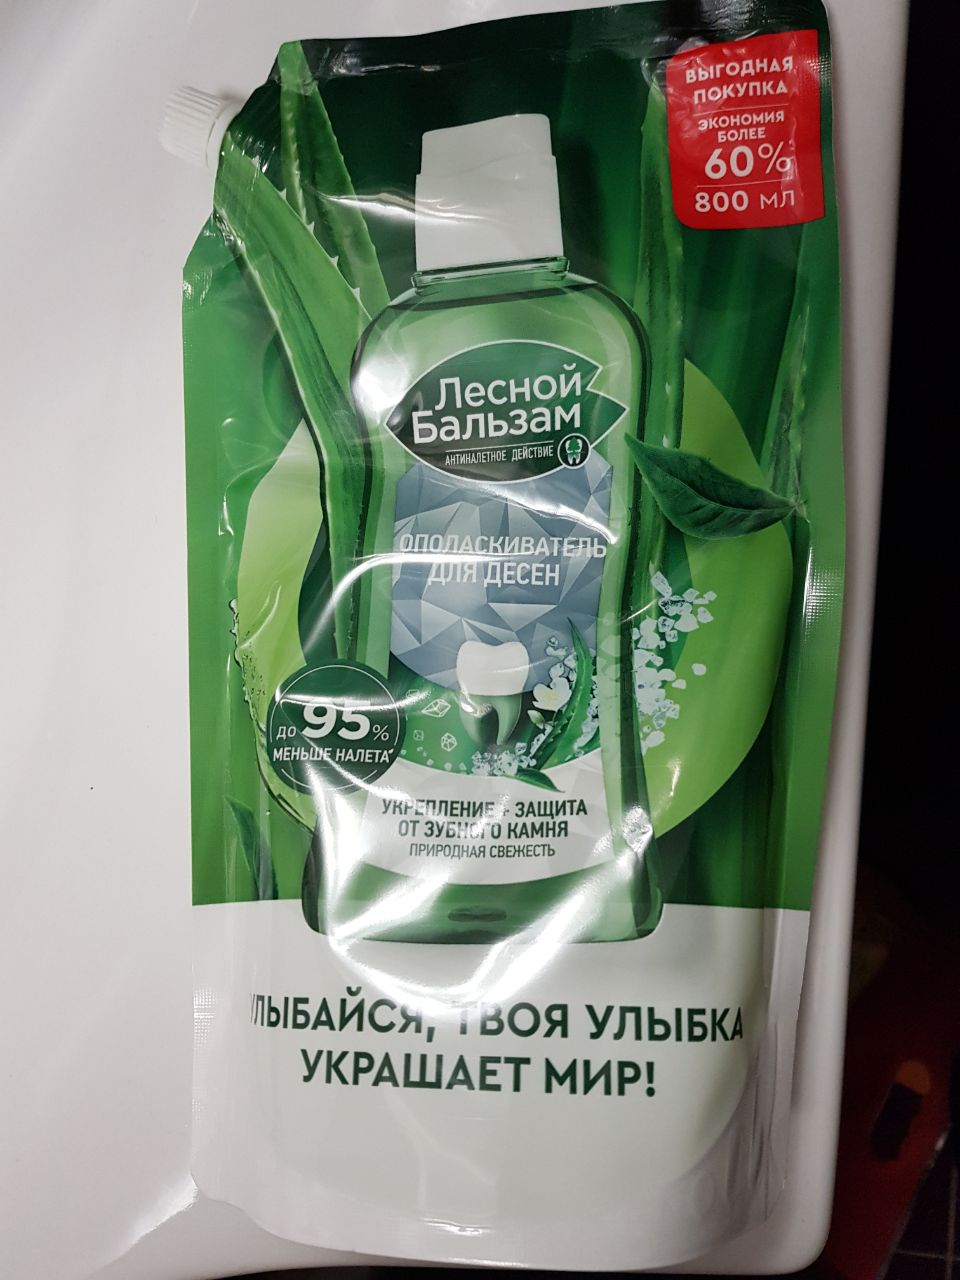 ВЫГОДНАЯ
ПОКУПКА
ЭКОНОМИЯ
БОЛЕЕ
60%
800 МЛ
Лесной
Бальзам
АНТИНАЛЕТНОЕ ДЕЙСТВИЕ
ОПОЛАСКИВАТЕЛЬ
ДЛЯ ДЕСЕН
ДО 95%
МЕНЬШЕ НАЛЕТА*
УКРЕПЛЕНИЕ + ЗАЩИТА
ОТ ЗУБНОГО КАМНЯ
ПРИРОДНАЯ СВЕЖЕСТЬ
УЛЫБАЙСЯ, ТВОЯ УЛЫБКА
УКРАШАЕТ МИР!